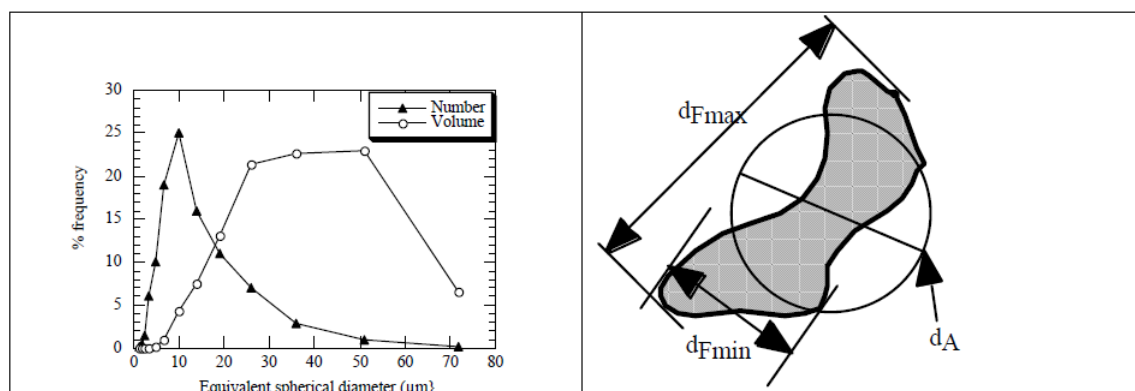 30
25
20
15
10
5
0
% frequency
Number
Volume
0 10 20 30 40 50 60 70 80
Equivalent spherical diameter (µm}
dFmax
dFmin
dA